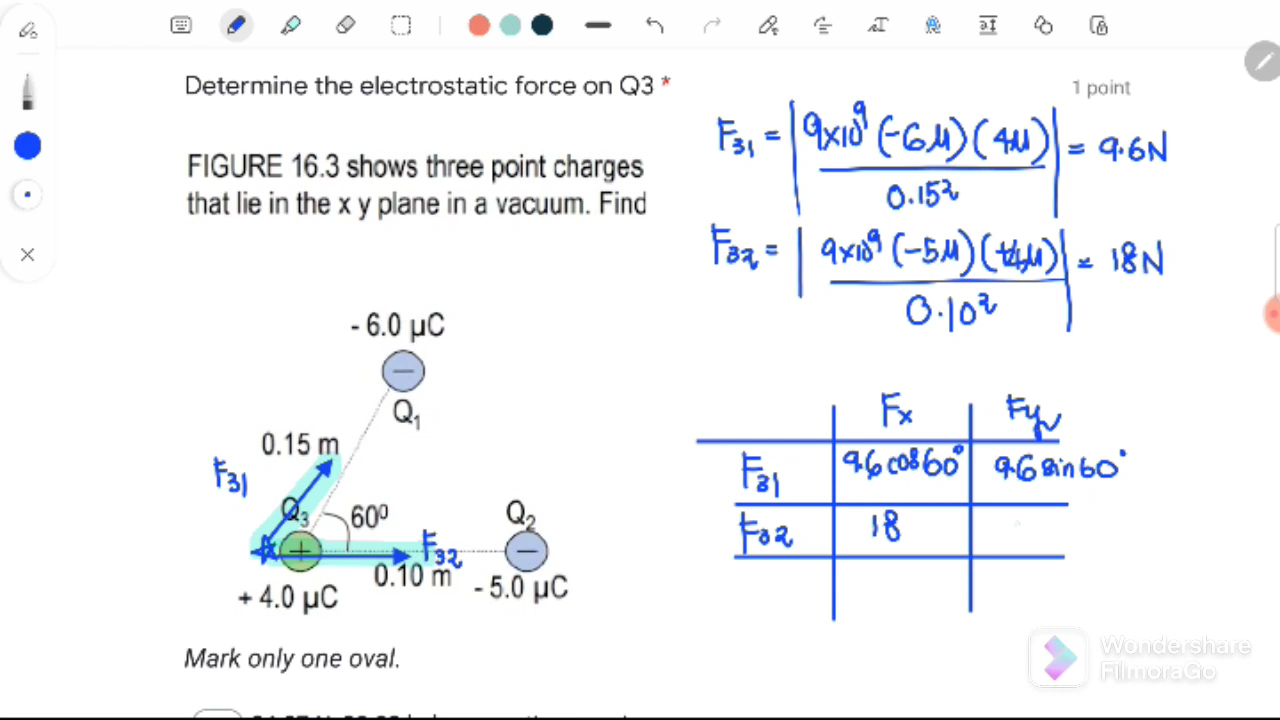 Determine the electrostatic force on Q3 *
1 point
FIGURE 16.3 shows three point charges
that lie in the x y plane in a vacuum. Find
- 6.0 µC
Q1
0.15 m
F31
Q3
60⁰
Q2
F32
0.10 m
- 5.0 µC
+ 4.0 µC
Mark only one oval.
F31 = | 9x10⁹ (-6µ)(4µ) / 0.15² | = 9.6N
F32 = | 9x10⁹ (-5µ)(+4µ) / 0.10² | = 18N
Fx Fy
F31 9.6 cos 60° 9.6 sin 60°
F32 18
Wondershare
FilmoraGo